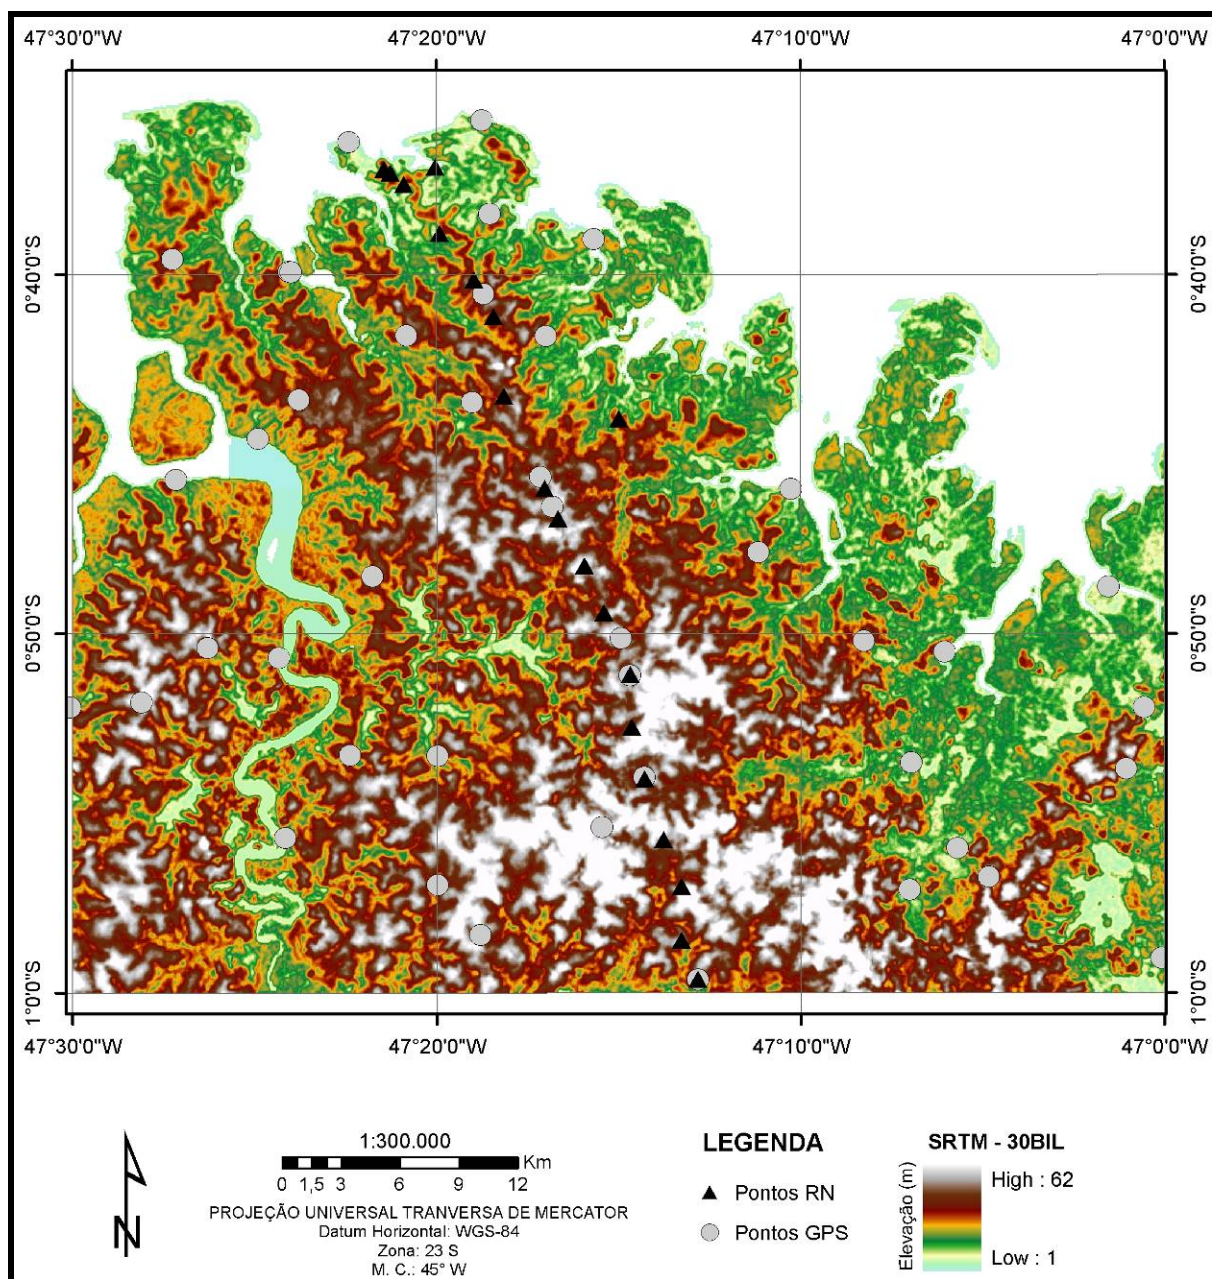 47°30'0"W 47°20'0"W 47°10'0"W 47°0'0"W
0°40'0"S 0°40'0"S
0°50'0"S 0°50'0"S
1°0'0"S 1°0'0"S
47°30'0"W 47°20'0"W 47°10'0"W 47°0'0"W
N
1:300.000
Km
0 1,5 3 6 9 12
PROJEÇÃO UNIVERSAL TRANVERSA DE MERCATOR
Datum Horizontal: WGS-84
Zona: 23 S
M. C.: 45° W
LEGENDA
Pontos RN
Pontos GPS
SRTM - 30BIL
Elevação (m)
High : 62
Low : 1